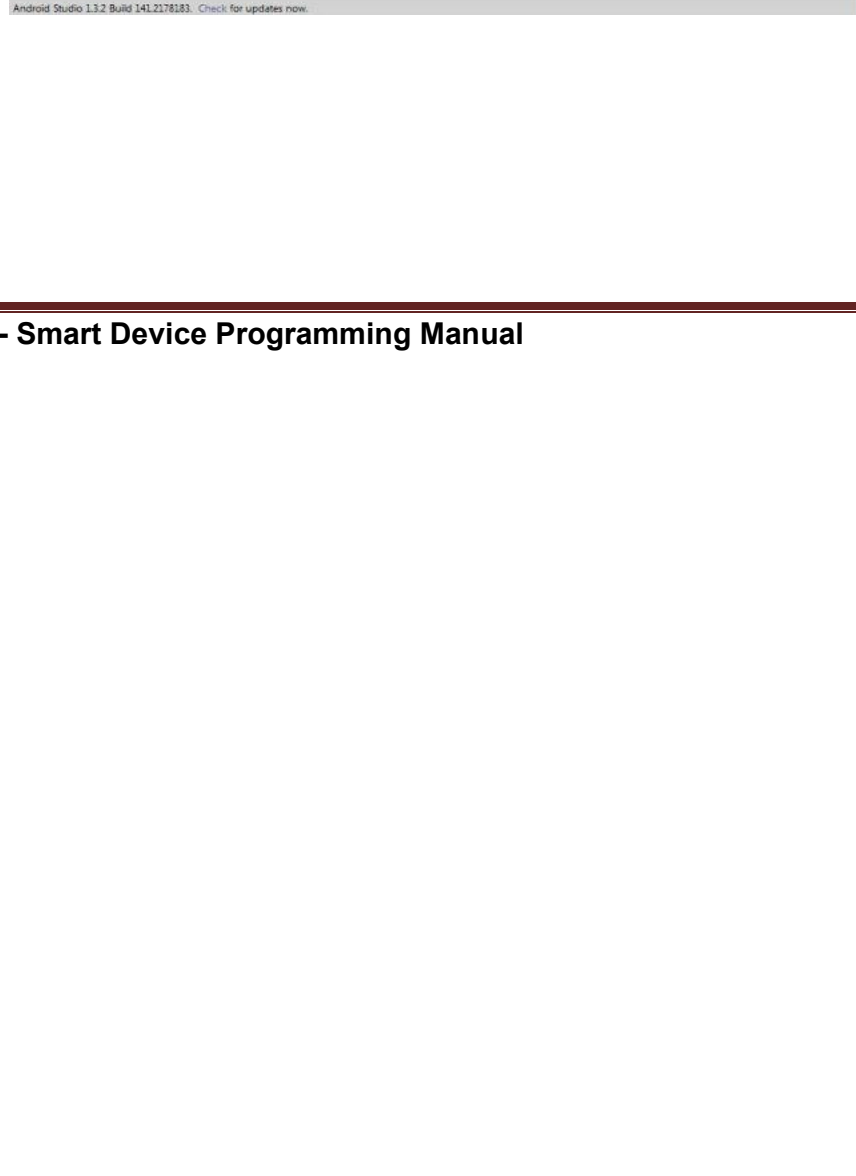 Android Studio 1.3.2 Build 141.2178183. Check for updates now.
- Smart Device Programming Manual